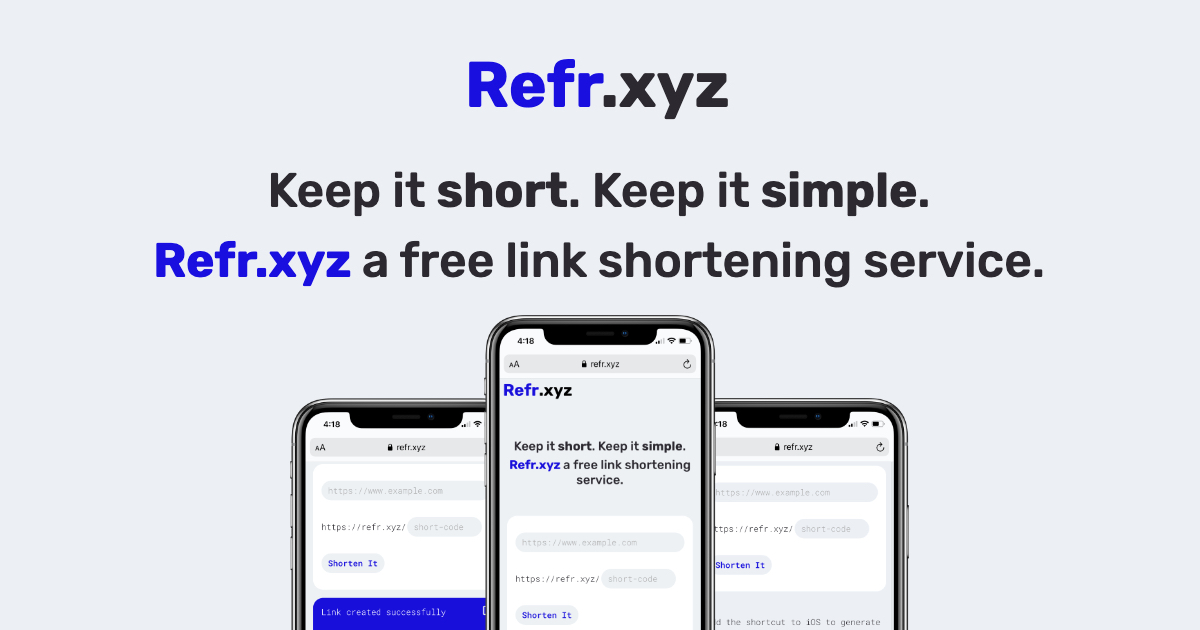 Refr.xyz
Keep it short. Keep it simple.
Refr.xyz a free link shortening service.
4:18
AA
refr.xyz
https://www.example.com
https://refr.xyz/
short-code
Shorten It
Link created successfully
4:18
AA
refr.xyz
Refr.xyz
Keep it short. Keep it simple.
Refr.xyz a free link shortening
service.
https://www.example.com
https://refr.xyz/
short-code
Shorten It
:18
refr.xyz
https://www.example.com
ttps://refr.xyz/
short-code
Shorten It
d the shortcut to iOS to generate